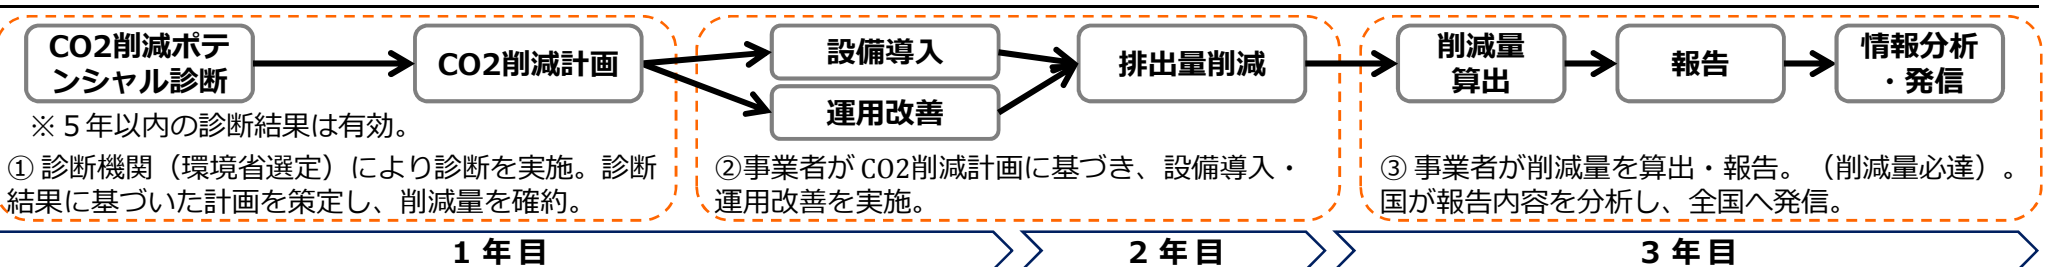 CO2削減ポテ
ンシャル診断
CO2削減計画
設備導入
運用改善
排出量削減
削減量
算出
報告
情報分析
・発信
※５年以内の診断結果は有効。
① 診断機関（環境省選定）により診断を実施。診断
結果に基づいた計画を策定し、削減量を確約。
②事業者が CO2削減計画に基づき、設備導入・
運用改善を実施。
③ 事業者が削減量を算出・報告。（削減量必達）。
国が報告内容を分析し、全国へ発信。
1 年目
2 年目
3 年目